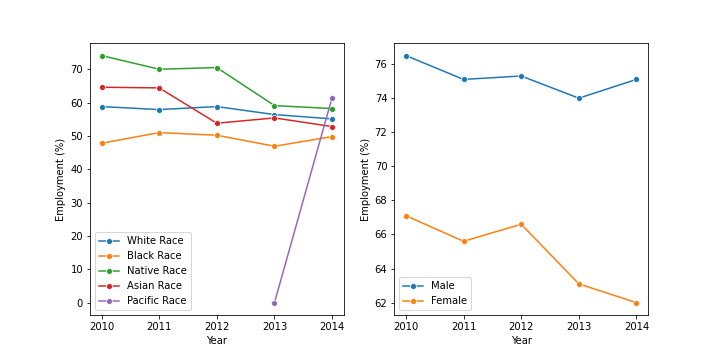 Employment (%)
70
60
50
40
30
20
10
0
White Race
Black Race
Native Race
Asian Race
Pacific Race
2010 2011 2012 2013 2014
Year
Employment (%)
76
74
72
70
68
66
64
62
Male
Female
2010 2011 2012 2013 2014
Year